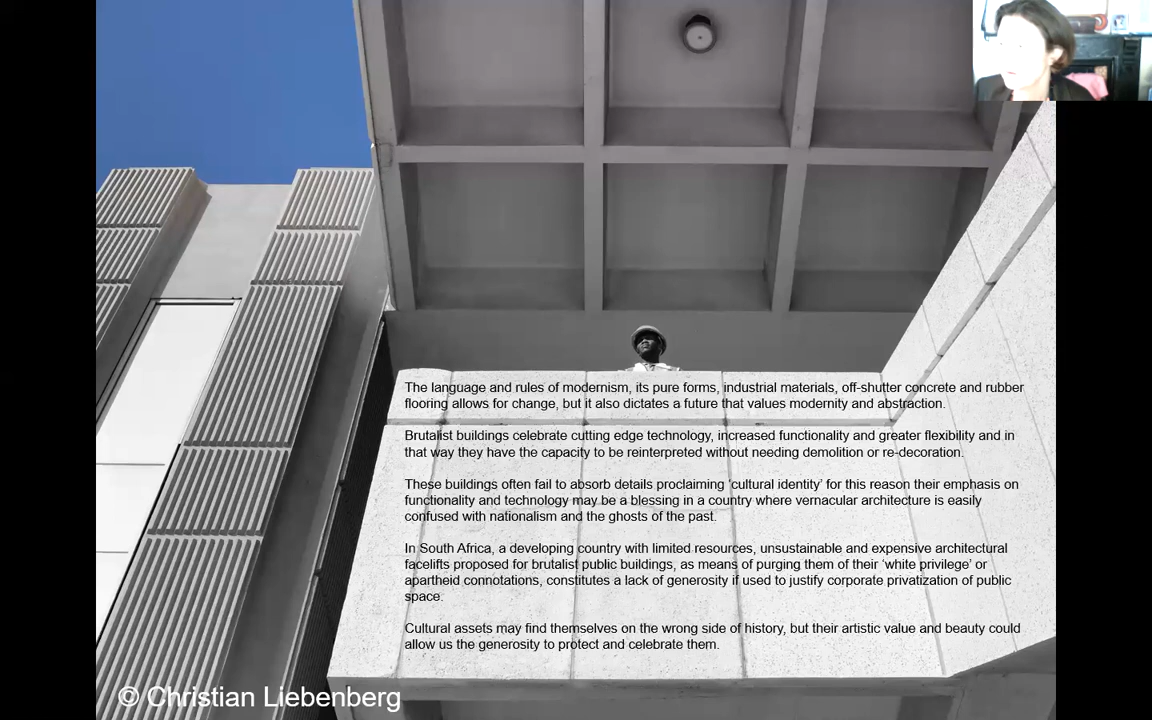 The language and rules of modernism, its pure forms, industrial materials, off-shutter concrete and rubber
flooring allows for change, but it also dictates a future that values modernity and abstraction.
Brutalist buildings celebrate cutting edge technology, increased functionality and greater flexibility and in
that way they have the capacity to be reinterpreted without needing demolition or re-decoration.
These buildings often fail to absorb details proclaiming ‘cultural identity’ for this reason their emphasis on
functionality and technology may be a blessing in a country where vernacular architecture is easily
confused with nationalism and the ghosts of the past.
In South Africa, a developing country with limited resources, unsustainable and expensive architectural
facelifts proposed for brutalist public buildings, as means of purging them of their ‘white privilege’ or
apartheid connotations, constitutes a lack of generosity if used to justify corporate privatization of public
space.
Cultural assets may find themselves on the wrong side of history, but their artistic value and beauty could
allow us the generosity to protect and celebrate them.
© Christian Liebenberg